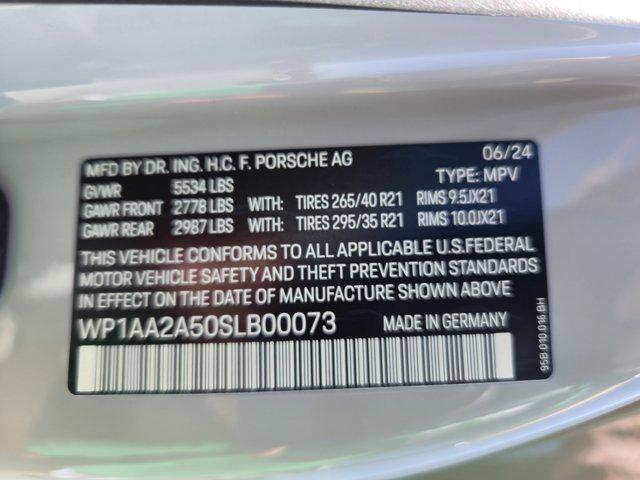 MFD BY DR. ING. H.C. F. PORSCHE AG 06/24
GVWR 5534 LBS TYPE: MPV
GAWR FRONT 2778 LBS WITH: TIRES 265/40 R21 RIMS 9.5JX21
GAWR REAR 2987 LBS WITH: TIRES 295/35 R21 RIMS 10.0JX21
THIS VEHICLE CONFORMS TO ALL APPLICABLE U.S.FEDERAL
MOTOR VEHICLE SAFETY AND THEFT PREVENTION STANDARDS
IN EFFECT ON THE DATE OF MANUFACTURE SHOWN ABOVE.
WP1AA2A50SLB00073 MADE IN GERMANY
95B.010.016.BH